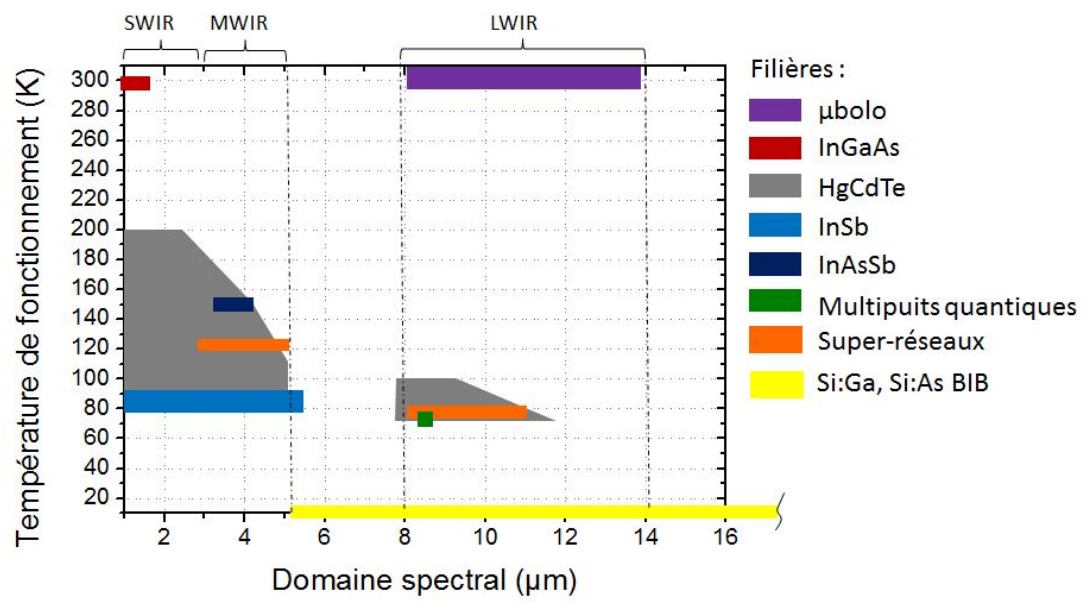 SWIR
MWIR
LWIR
Température de fonctionnement (K)
300
280
260
240
220
200
180
160
140
120
100
80
60
40
20
2
4
6
8
10
12
14
16
Domaine spectral (µm)
Filières :
µbolo
InGaAs
HgCdTe
InSb
InAsSb
Multipuits quantiques
Super-réseaux
Si:Ga, Si:As BIB